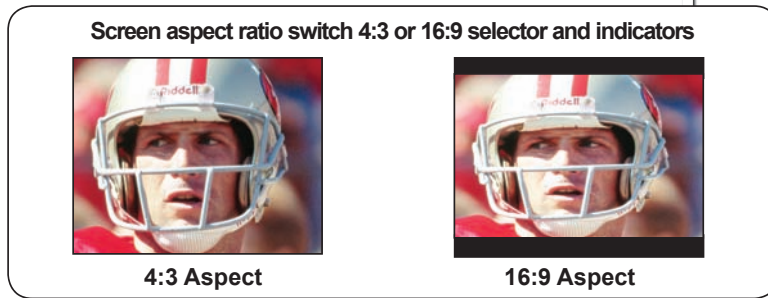 Screen aspect ratio switch 4:3 or 16:9 selector and indicators
Riddell
Riddell
4:3 Aspect
16:9 Aspect